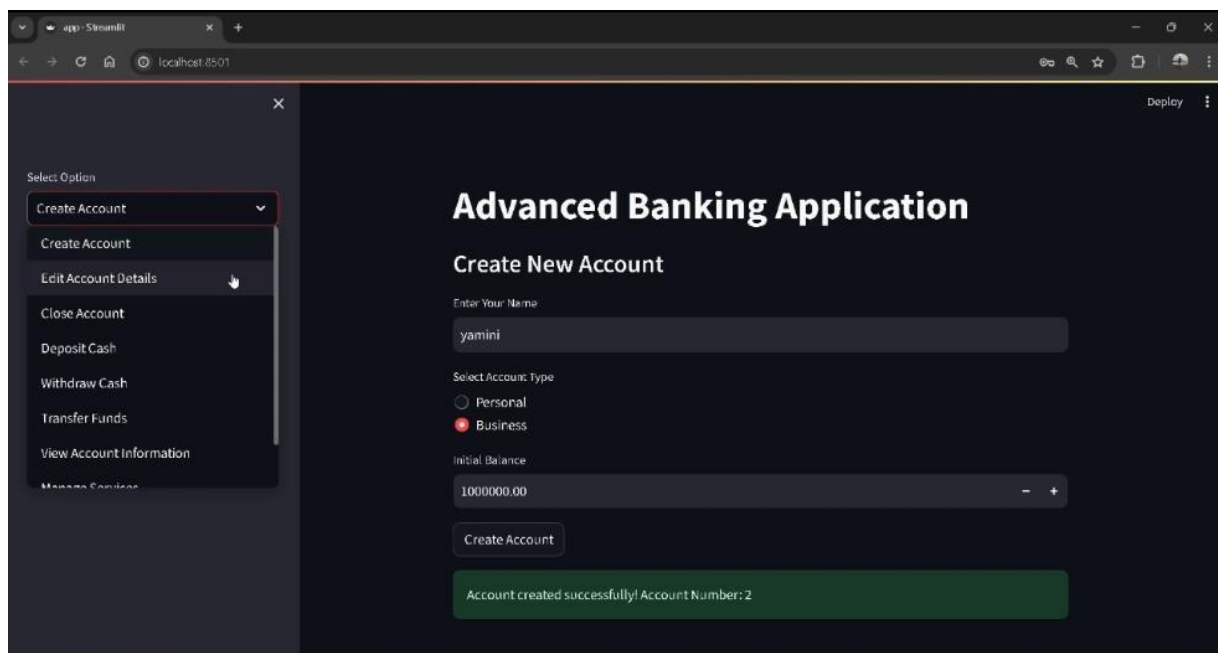 app · Streamlit
localhost:8501
Deploy
Select Option
Create Account
Create Account
Edit Account Details
Close Account
Deposit Cash
Withdraw Cash
Transfer Funds
View Account Information
Manage Services
Advanced Banking Application
Create New Account
Enter Your Name
yamini
Select Account Type
Personal
Business
Initial Balance
1000000.00
Create Account
Account created successfully! Account Number: 2